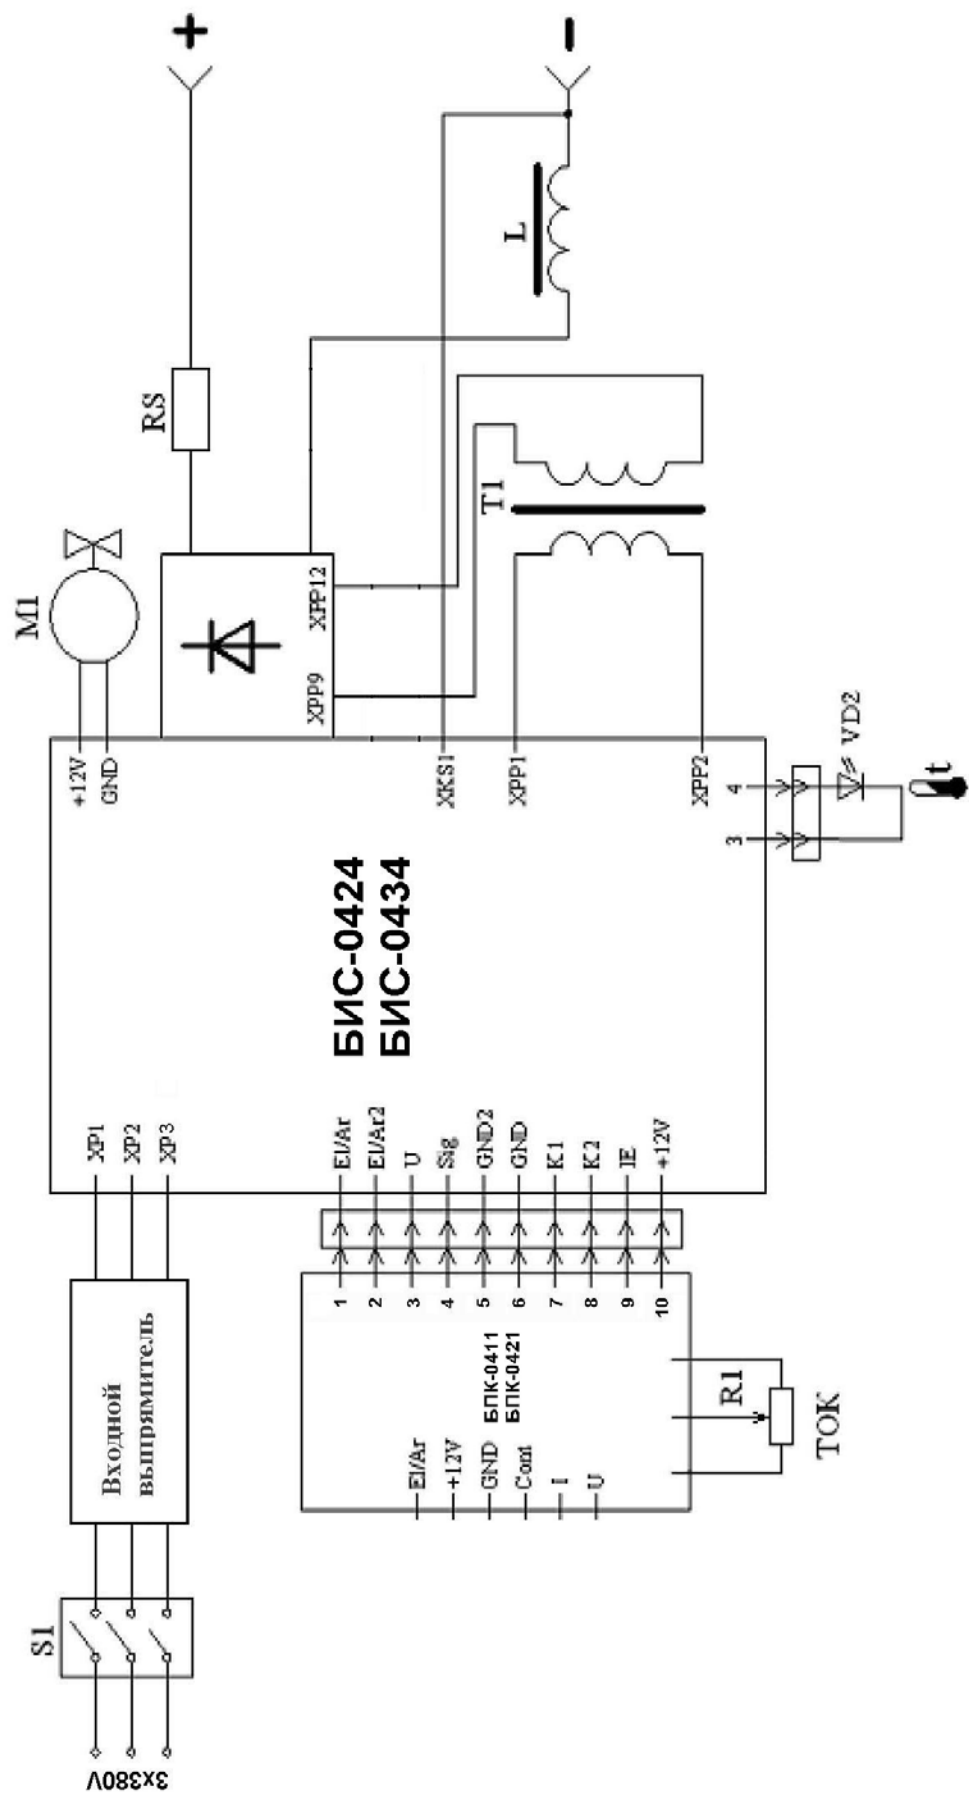 3x380V
S1
Входной
выпрямитель
XP1
XP2
XP3
+12V
GND
M1
RS
+
−
L
T1
XPP9
XPP12
XKS1
XPP1
XPP2
4
3
VD2
t
БИС-0424
БИС-0434
El/Ar
El/Ar2
U
Sig
GND2
GND
K1
K2
IE
+12V
1
2
3
4
5
6
7
8
9
10
БПК-0411
БПК-0421
El/Ar
+12V
GND
Cont
I
U
R1
ТОК